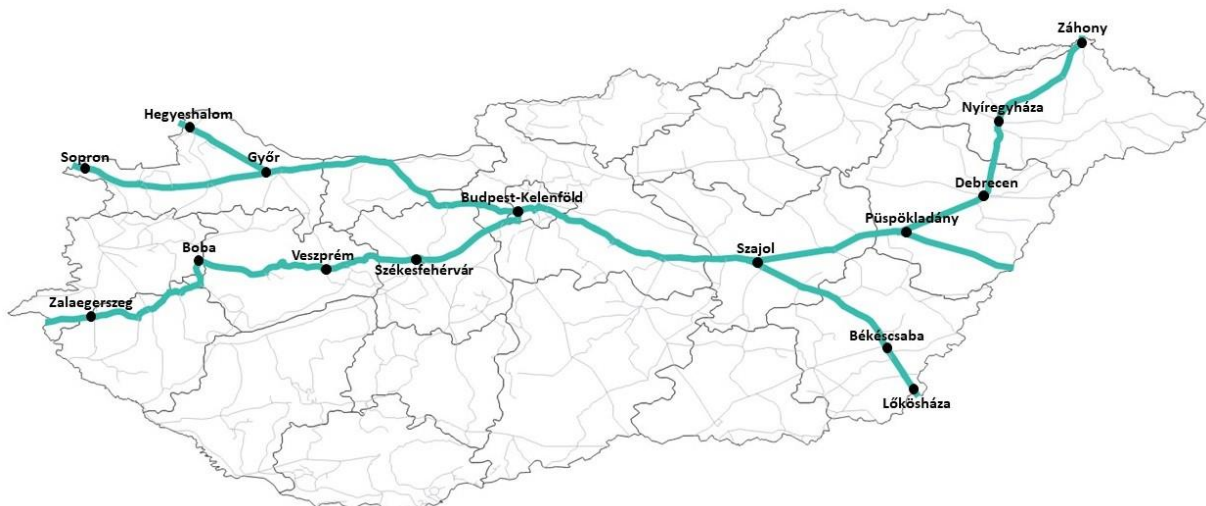 Záhony
Hegyeshalom
Nyíregyháza
Sopron
Győr
Debrecen
Budpest-Kelenföld
Püspökladány
Boba
Veszprém
Székesfehérvár
Szajol
Zalaegerszeg
Békéscsaba
Lőkösháza